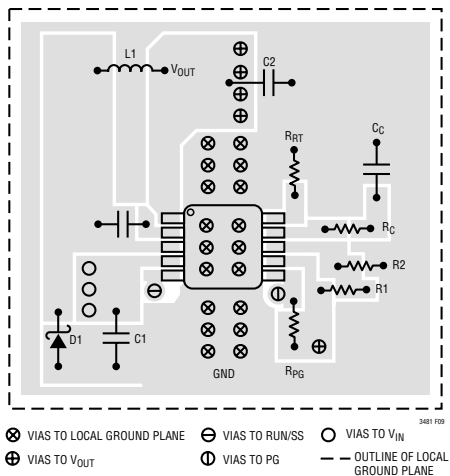 L1
VOUT
C2
RRT
CC
RC
R2
R1
D1
C1
RPG
GND
3481 F09
VIAS TO LOCAL GROUND PLANE
VIAS TO RUN/SS
VIAS TO VIN
VIAS TO VOUT
VIAS TO PG
OUTLINE OF LOCAL
GROUND PLANE